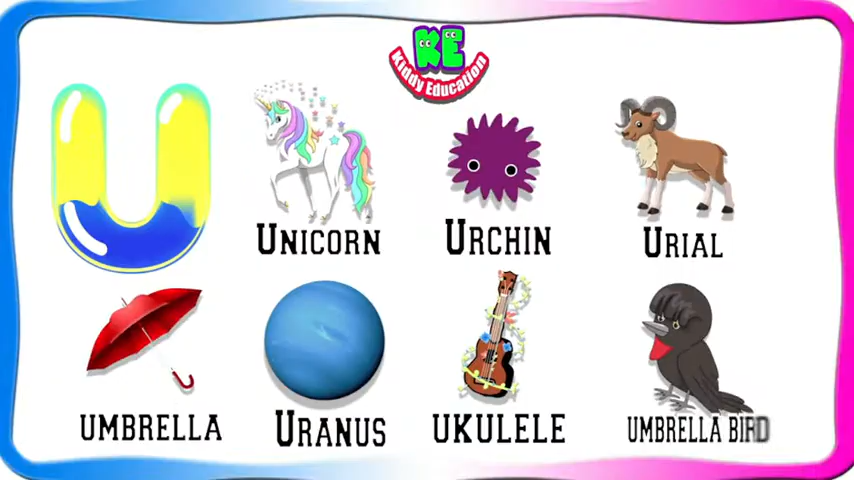 KE
Kiddy Education
U
UNICORN
URCHIN
URIAL
UMBRELLA
URANUS
UKULELE
UMBRELLA BIRD